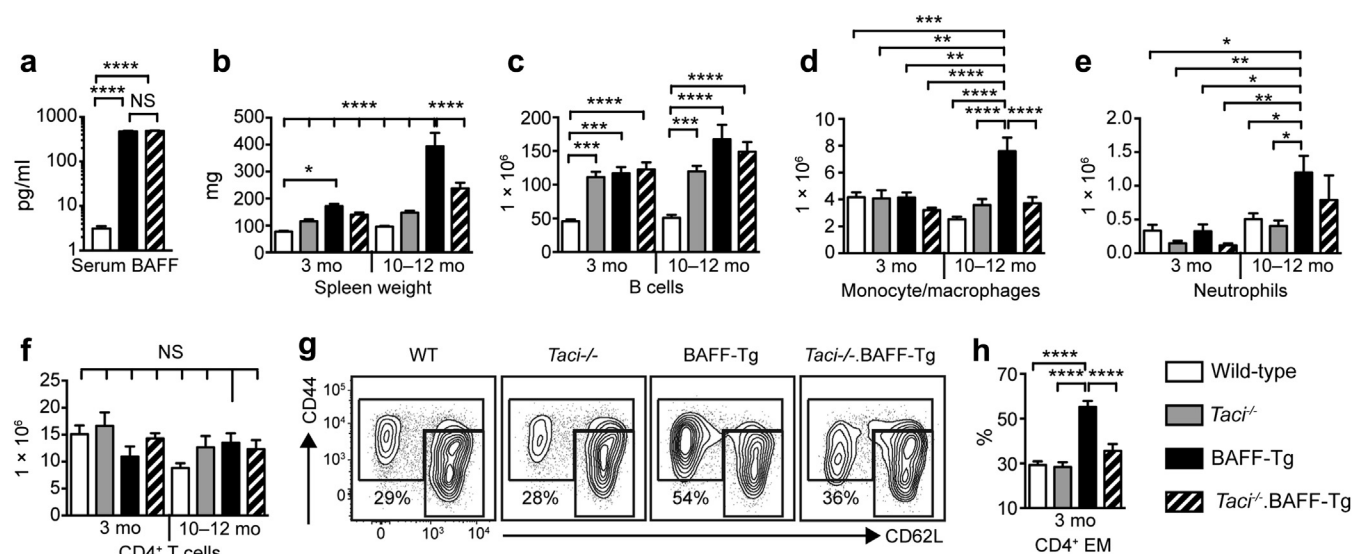 a
****
****
NS
1000
100
10
1
pg/ml
Serum BAFF
b
****
****
*
500
400
300
200
100
0
mg
3 mo
10–12 mo
Spleen weight
c
****
****
****
***
***
***
200
150
100
50
0
1 × 10⁶
3 mo
10–12 mo
B cells
d
***
**
**
****
****
****
****
10
8
6
4
2
0
1 × 10⁶
3 mo
10–12 mo
Monocyte/macrophages
e
*
**
*
**
*
*
2.0
1.5
1.0
0.5
0.0
1 × 10⁶
3 mo
10–12 mo
Neutrophils
f
NS
25
20
15
10
5
0
1 × 10⁶
3 mo
10–12 mo
CD4⁺ T cells
g
WT
Taci-/-
BAFF-Tg
Taci-/-.BAFF-Tg
CD44
10⁵
10⁴
10³
0
29%
28%
54%
36%
0
10³
10⁴
CD62L
h
****
****
****
70
50
30
10
%
3 mo
CD4⁺ EM
Wild-type
Taci⁻/⁻
BAFF-Tg
Taci⁻/⁻.BAFF-Tg